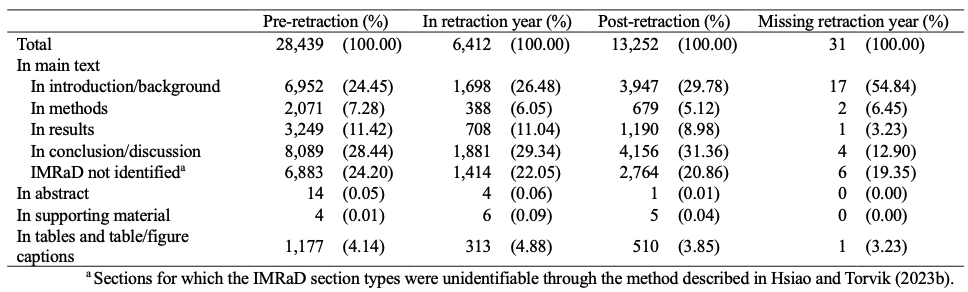 Pre-retraction (%) In retraction year (%) Post-retraction (%) Missing retraction year (%)
Total 28,439 (100.00) 6,412 (100.00) 13,252 (100.00) 31 (100.00)
In main text
In introduction/background 6,952 (24.45) 1,698 (26.48) 3,947 (29.78) 17 (54.84)
In methods 2,071 (7.28) 388 (6.05) 679 (5.12) 2 (6.45)
In results 3,249 (11.42) 708 (11.04) 1,190 (8.98) 1 (3.23)
In conclusion/discussion 8,089 (28.44) 1,881 (29.34) 4,156 (31.36) 4 (12.90)
IMRaD not identifiedᵃ 6,883 (24.20) 1,414 (22.05) 2,764 (20.86) 6 (19.35)
In abstract 14 (0.05) 4 (0.06) 1 (0.01) 0 (0.00)
In supporting material 4 (0.01) 6 (0.09) 5 (0.04) 0 (0.00)
In tables and table/figure
captions 1,177 (4.14) 313 (4.88) 510 (3.85) 1 (3.23)
ᵃ Sections for which the IMRaD section types were unidentifiable through the method described in Hsiao and Torvik (2023b).